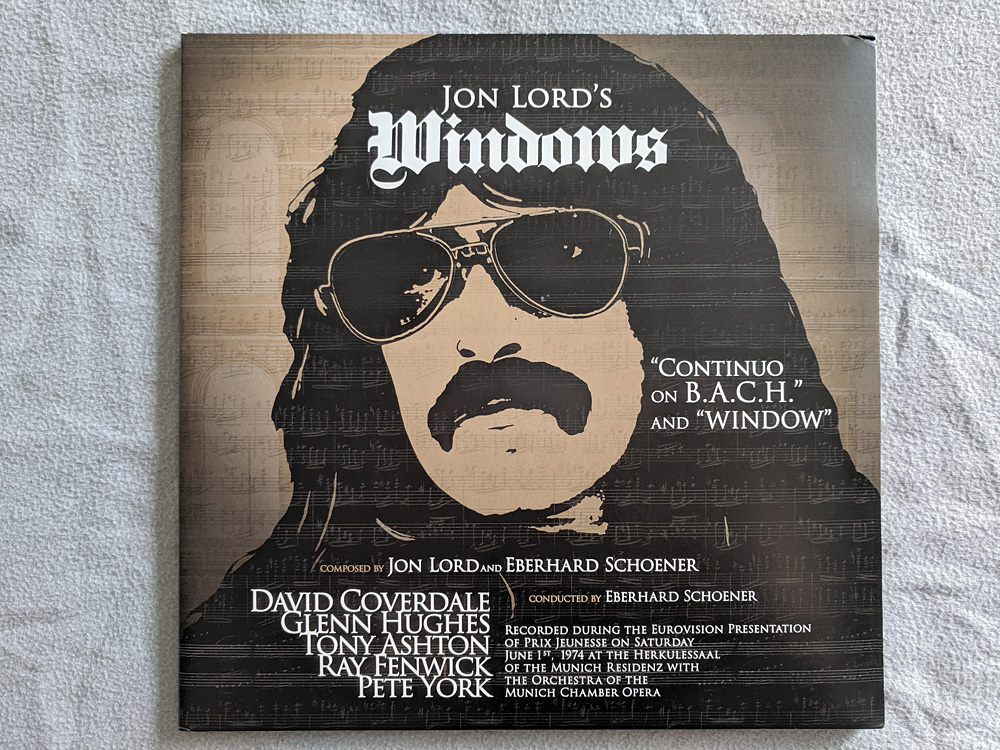 JON LORD'S
Windows
"CONTINUO
ON B.A.C.H."
AND "WINDOW"
COMPOSED BY JON LORD AND EBERHARD SCHOENER
CONDUCTED BY EBERHARD SCHOENER
DAVID COVERDALE
GLENN HUGHES
TONY ASHTON
RAY FENWICK
PETE YORK
RECORDED DURING THE EUROVISION PRESENTATION
OF PRIX JEUNESSE ON SATURDAY
JUNE 1ST, 1974 AT THE HERKULESSAAL
OF THE MUNICH RESIDENZ WITH
THE ORCHESTRA OF THE
MUNICH CHAMBER OPERA